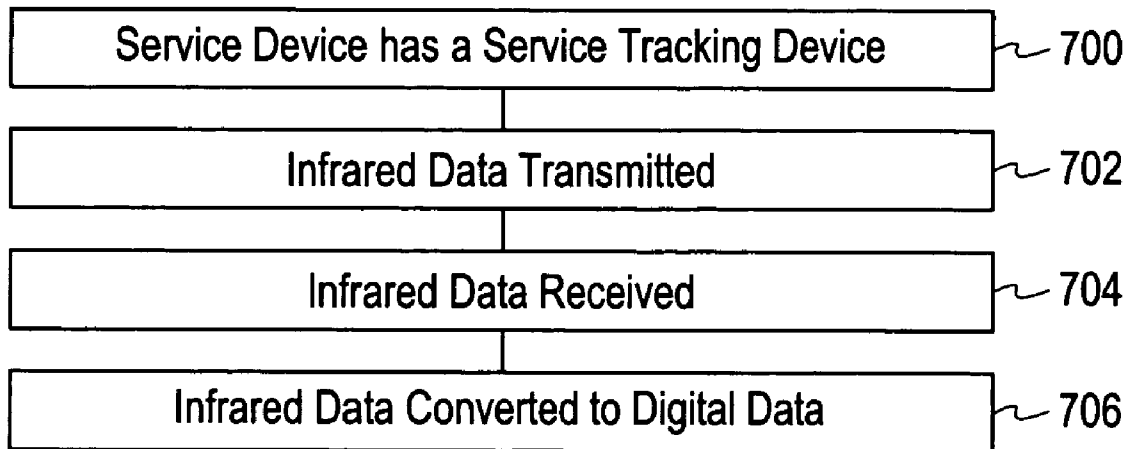 Service Device has a Service Tracking Device 700
Infrared Data Transmitted 702
Infrared Data Received 704
Infrared Data Converted to Digital Data 706